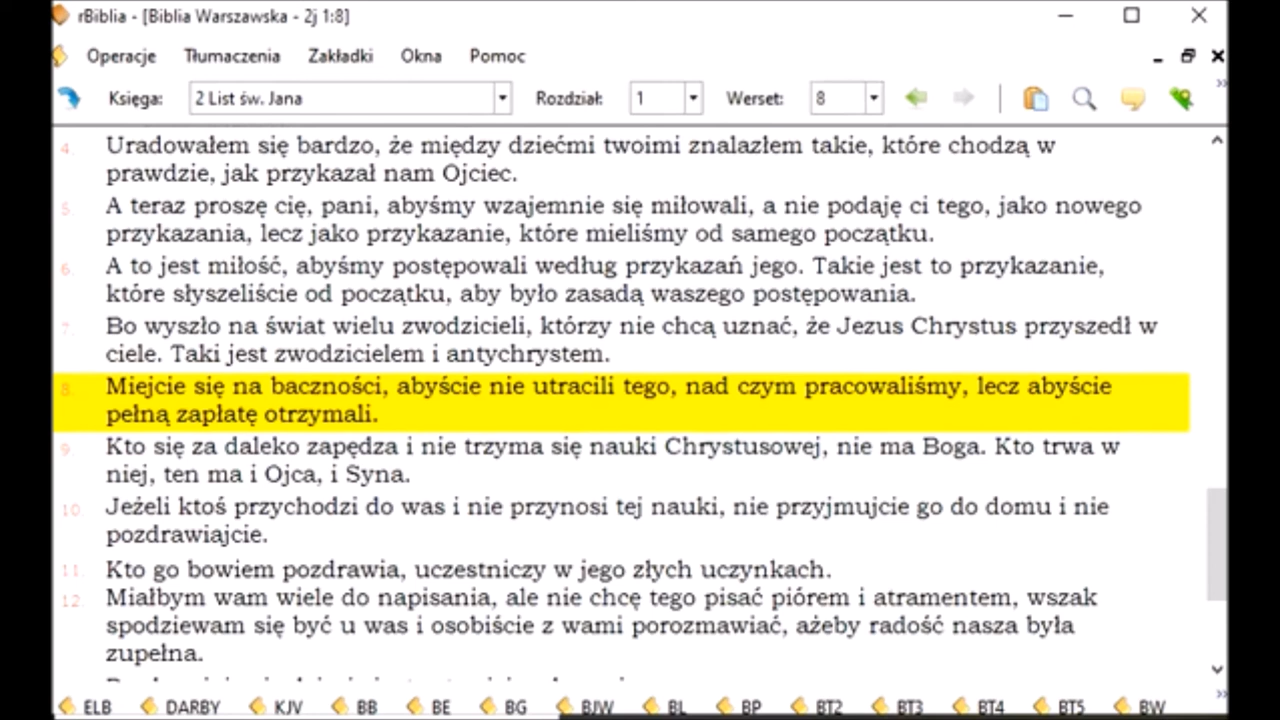 rBiblia - [Biblia Warszawska - 2j 1:8]
Operacje Tłumaczenia Zakładki Okna Pomoc
Księga: 2 List św. Jana Rozdział: 1 Werset: 8
4. Uradowałem się bardzo, że między dziećmi twoimi znalazłem takie, które chodzą w
prawdzie, jak przykazał nam Ojciec.
5. A teraz proszę cię, pani, abyśmy wzajemnie się miłowali, a nie podaję ci tego, jako nowego
przykazania, lecz jako przykazanie, które mieliśmy od samego początku.
6. A to jest miłość, abyśmy postępowali według przykazań jego. Takie jest to przykazanie,
które słyszeliście od początku, aby było zasadą waszego postępowania.
7. Bo wyszło na świat wielu zwodzicieli, którzy nie chcą uznać, że Jezus Chrystus przyszedł w
ciele. Taki jest zwodzicielem i antychrystem.
8. Miejcie się na baczności, abyście nie utracili tego, nad czym pracowaliśmy, lecz abyście
pełną zapłatę otrzymali.
9. Kto się za daleko zapędza i nie trzyma się nauki Chrystusowej, nie ma Boga. Kto trwa w
niej, ten ma i Ojca, i Syna.
10. Jeżeli ktoś przychodzi do was i nie przynosi tej nauki, nie przyjmujcie go do domu i nie
pozdrawiajcie.
11. Kto go bowiem pozdrawia, uczestniczy w jego złych uczynkach.
12. Miałbym wam wiele do napisania, ale nie chcę tego pisać piórem i atramentem, wszak
spodziewam się być u was i osobiście z wami porozmawiać, ażeby radość nasza była
zupełna.
ELB DARBY KJV BB BE BG BJW BL BP BT2 BT3 BT4 BT5 BW